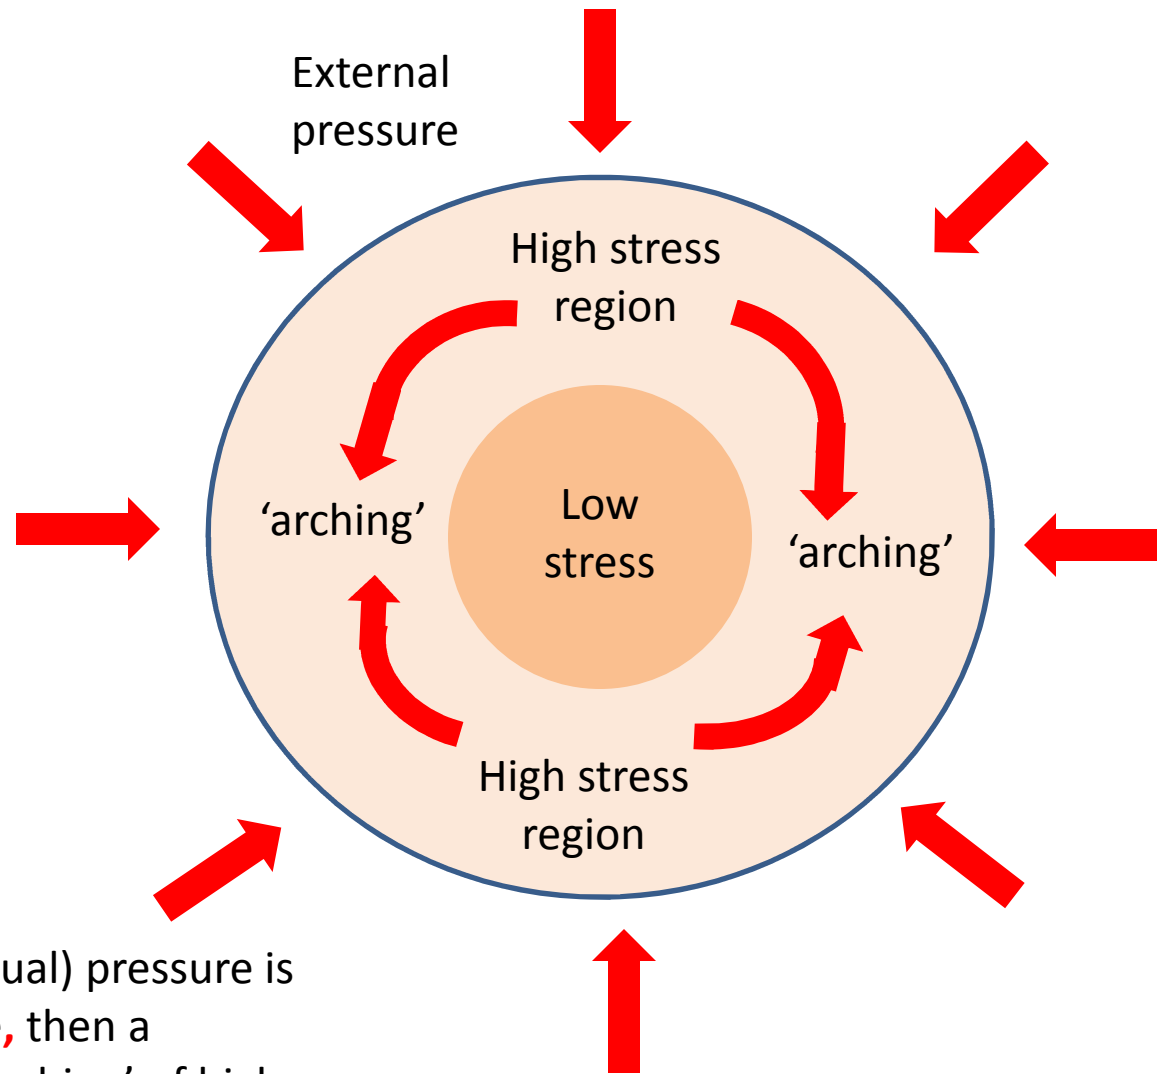 External
pressure
High stress
region
‘arching’
Low
stress
‘arching’
High stress
region
ual) pressure is
, then a